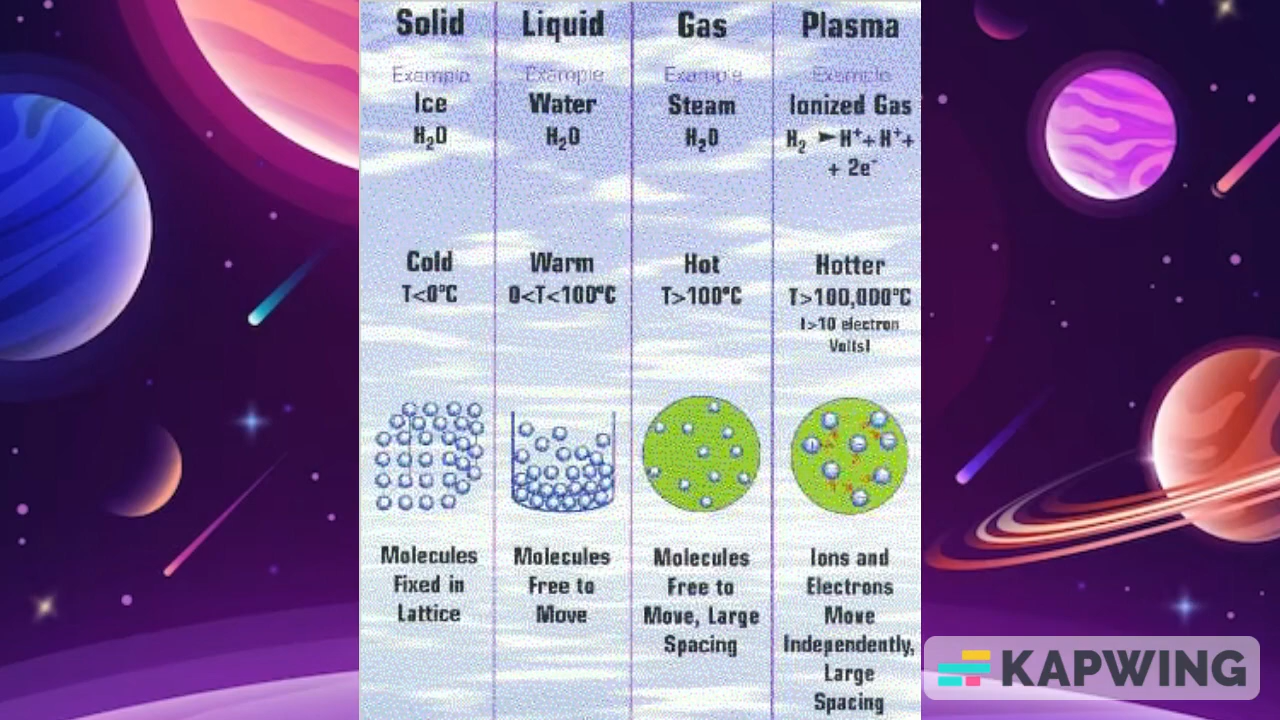 Solid
Example
Ice
H₂O
Cold
T<0°C
Molecules
Fixed in
Lattice
Liquid
Example
Water
H₂O
Warm
0<T<100°C
Molecules
Free to
Move
Gas
Example
Steam
H₂O
Hot
T>100°C
Molecules
Free to
Move, Large
Spacing
Plasma
Example
Ionized Gas
H₂ ➤H⁺+ H⁺+
+ 2e⁻
Hotter
T>100,000°C
I>10 electron
Volts]
Ions and
Electrons
Move
Independently,
Large
Spacing
KAPWING